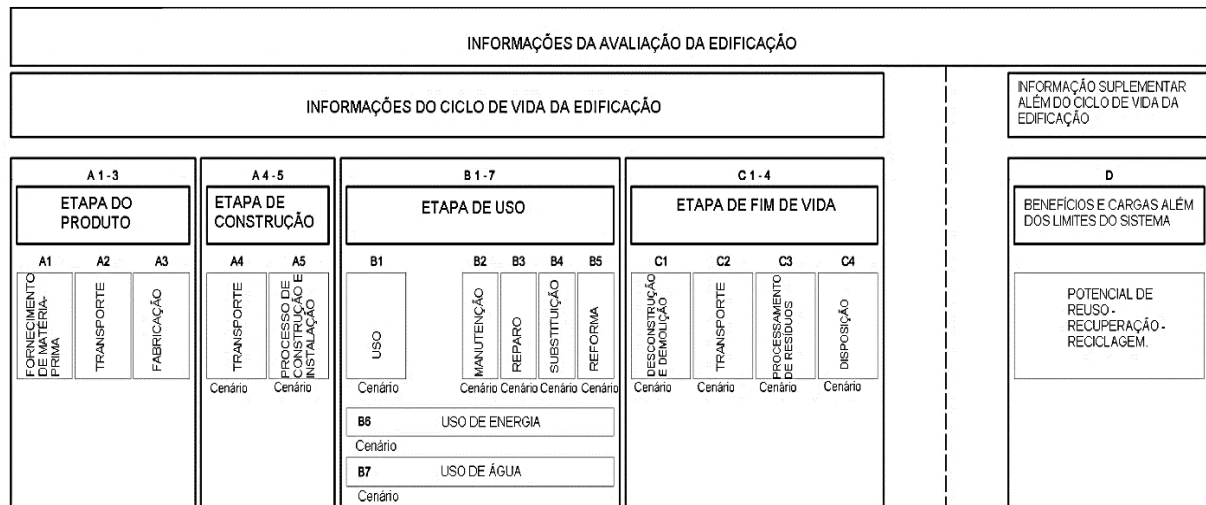 INFORMAÇÕES DA AVALIAÇÃO DA EDIFICAÇÃO
INFORMAÇÕES DO CICLO DE VIDA DA EDIFICAÇÃO
INFORMAÇÃO SUPLEMENTAR
ALÉM DO CICLO DE VIDA DA
EDIFICAÇÃO
A 1 - 3
ETAPA DO
PRODUTO
A1
A2
A3
FORNECIMENTO
DE MATÉRIA-
PRIMA
TRANSPORTE
FABRICAÇÃO
A 4 - 5
ETAPA DE
CONSTRUÇÃO
A4
A5
TRANSPORTE
PROCESSO DE
CONSTRUÇÃO E
INSTALAÇÃO
Cenário
Cenário
B 1 - 7
ETAPA DE USO
B1
B2
B3
B4
B5
USO
MANUTENÇÃO
REPARO
SUBSTITUIÇÃO
REFORMA
Cenário
Cenário
Cenário
Cenário
Cenário
B6
USO DE ENERGIA
Cenário
B7
USO DE ÁGUA
Cenário
C 1 - 4
ETAPA DE FIM DE VIDA
C1
C2
C3
C4
DESCONSTRUÇÃO
E DEMOLIÇÃO
TRANSPORTE
PROCESSAMENTO
DE RESÍDUOS
DISPOSIÇÃO
Cenário
Cenário
Cenário
Cenário
D
BENEFÍCIOS E CARGAS ALÉM
DOS LIMITES DO SISTEMA
POTENCIAL DE
REUSO -
RECUPERAÇÃO -
RECICLAGEM.